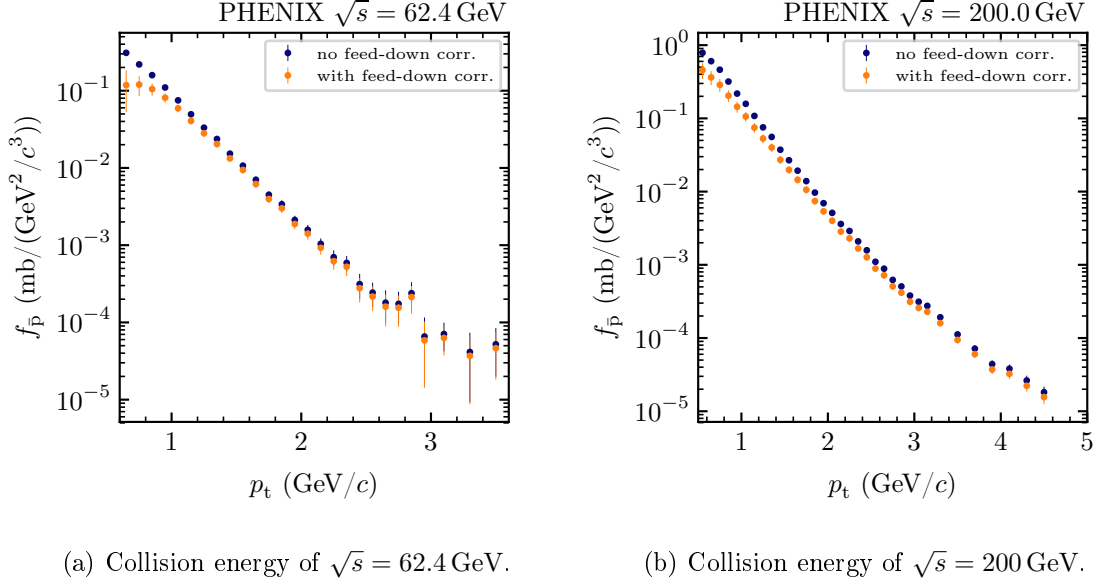 PHENIX √s = 62.4 GeV
no feed-down corr.
with feed-down corr.
10⁻¹
10⁻²
10⁻³
10⁻⁴
10⁻⁵
f_p̄ (mb/(GeV²/c³))
1 2 3
p_t (GeV/c)
(a) Collision energy of √s = 62.4 GeV.
PHENIX √s = 200.0 GeV
no feed-down corr.
with feed-down corr.
10⁰
10⁻¹
10⁻²
10⁻³
10⁻⁴
10⁻⁵
f_p̄ (mb/(GeV²/c³))
1 2 3 4 5
p_t (GeV/c)
(b) Collision energy of √s = 200 GeV.